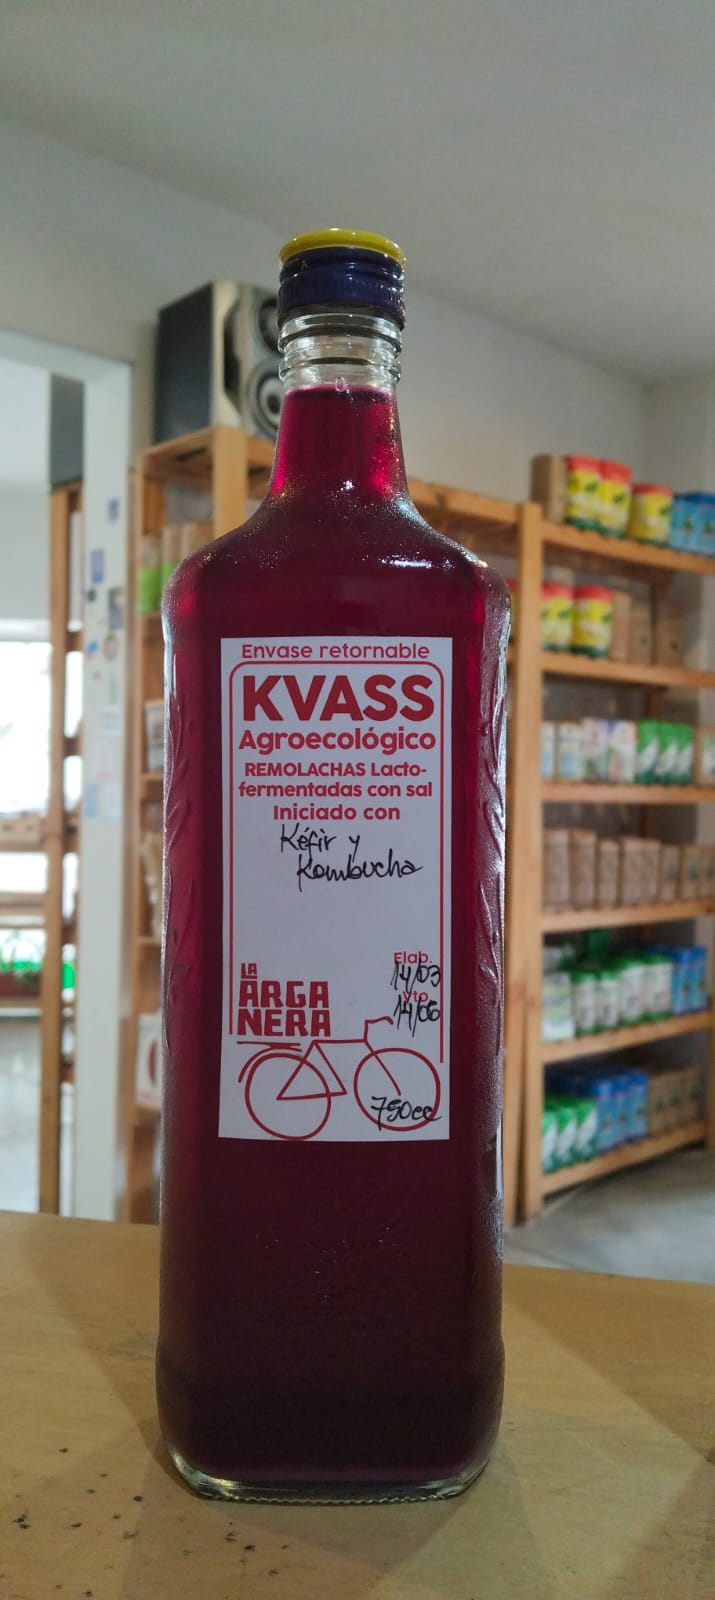 Envase retornable
KVASS
Agroecológico
REMOLACHAS Lacto-
fermentadas con sal
Iniciado con
Kéfir y
Kombucha
LA
ARGA
NERA
Elab.
14/03
Vto.
14/06
750cc